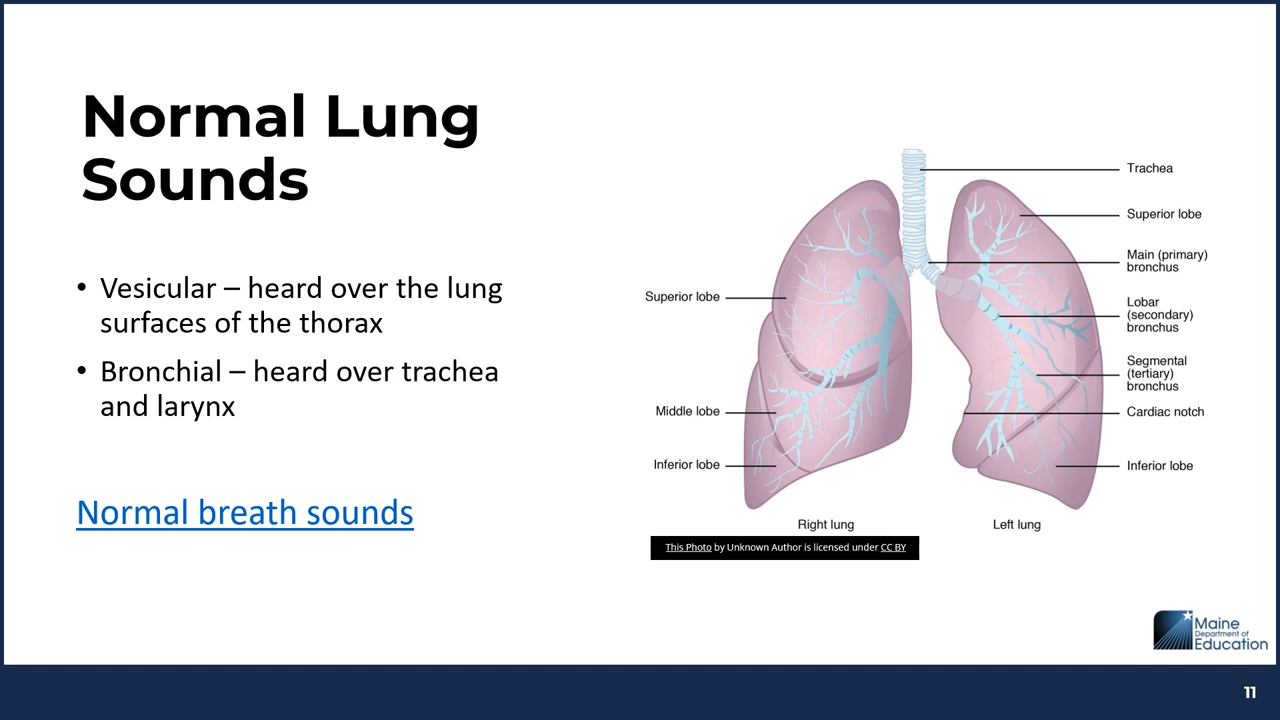 Normal Lung
Sounds
• Vesicular – heard over the lung
surfaces of the thorax
• Bronchial – heard over trachea
and larynx
Normal breath sounds
Superior lobe
Middle lobe
Inferior lobe
Trachea
Superior lobe
Main (primary)
bronchus
Lobar
(secondary)
bronchus
Segmental
(tertiary)
bronchus
Cardiac notch
Inferior lobe
Right lung
Left lung
This Photo by Unknown Author is licensed under CC BY
Maine
Department of
Education
11